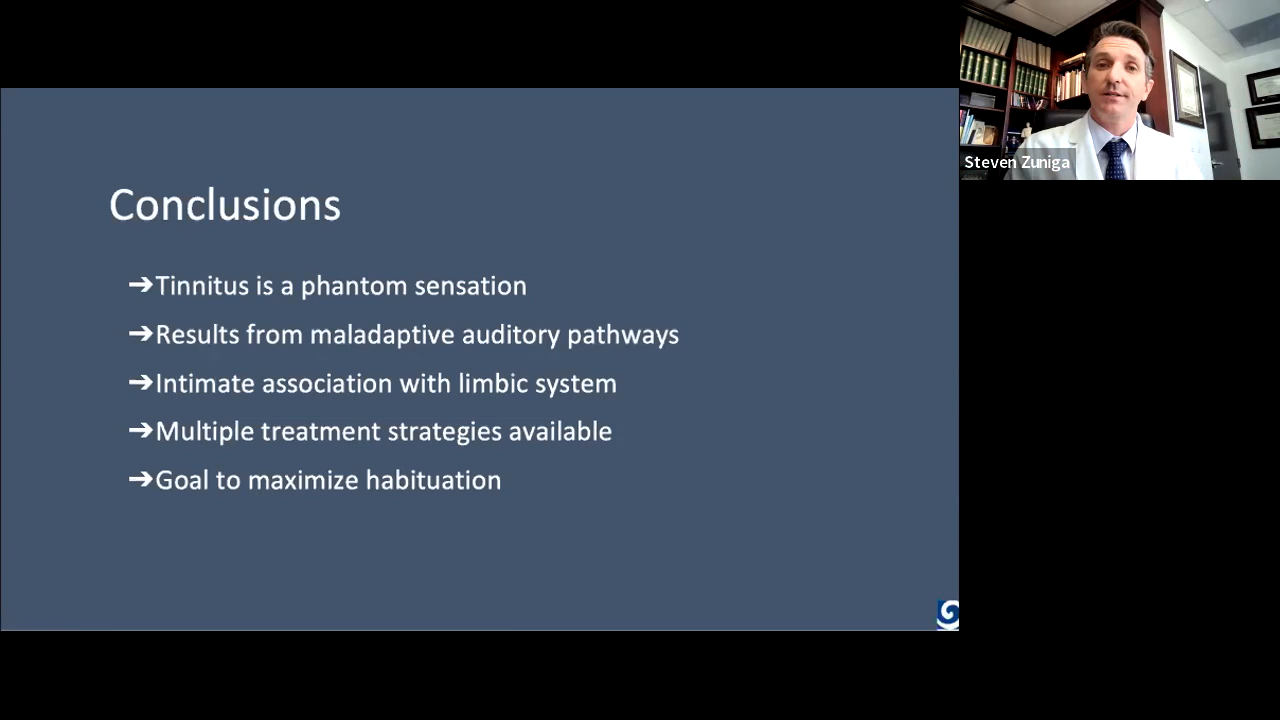 Steven Zuniga
Conclusions
➔Tinnitus is a phantom sensation
➔Results from maladaptive auditory pathways
➔Intimate association with limbic system
➔Multiple treatment strategies available
➔Goal to maximize habituation